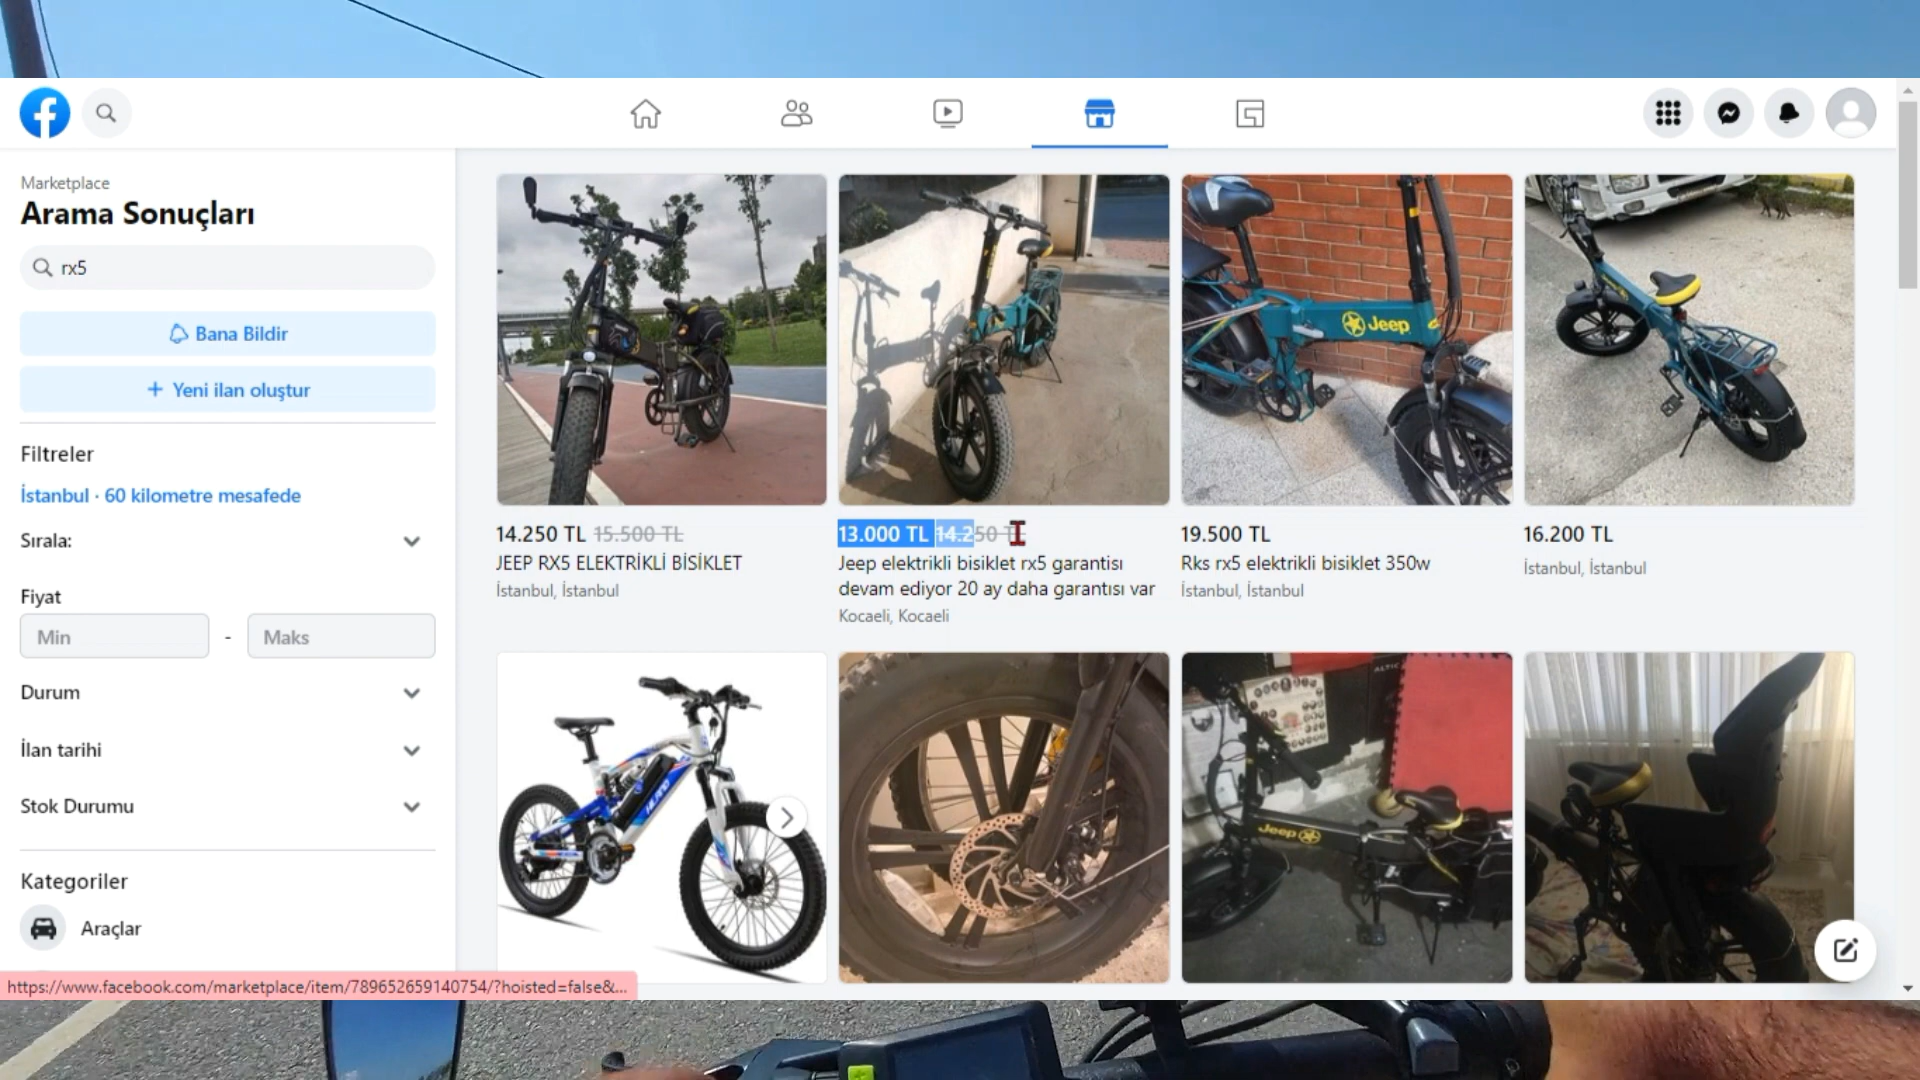 Marketplace
Arama Sonuçları
rx5
Bana Bildir
+ Yeni ilan oluştur
Filtreler
İstanbul · 60 kilometre mesafede
Sırala:
Fiyat
Min - Maks
Durum
İlan tarihi
Stok Durumu
Kategoriler
Araçlar
https://www.facebook.com/marketplace/item/789652659140754/?hoisted=false&...
14.250 TL 15.500 TL
JEEP RX5 ELEKTRİKLİ BİSİKLET
İstanbul, İstanbul
13.000 TL 14.250 TL
Jeep elektrikli bisiklet rx5 garantisı
devam ediyor 20 ay daha garantisı var
Kocaeli, Kocaeli
Jeep
19.500 TL
Rks rx5 elektrikli bisiklet 350w
İstanbul, İstanbul
16.200 TL
İstanbul, İstanbul
Jeep